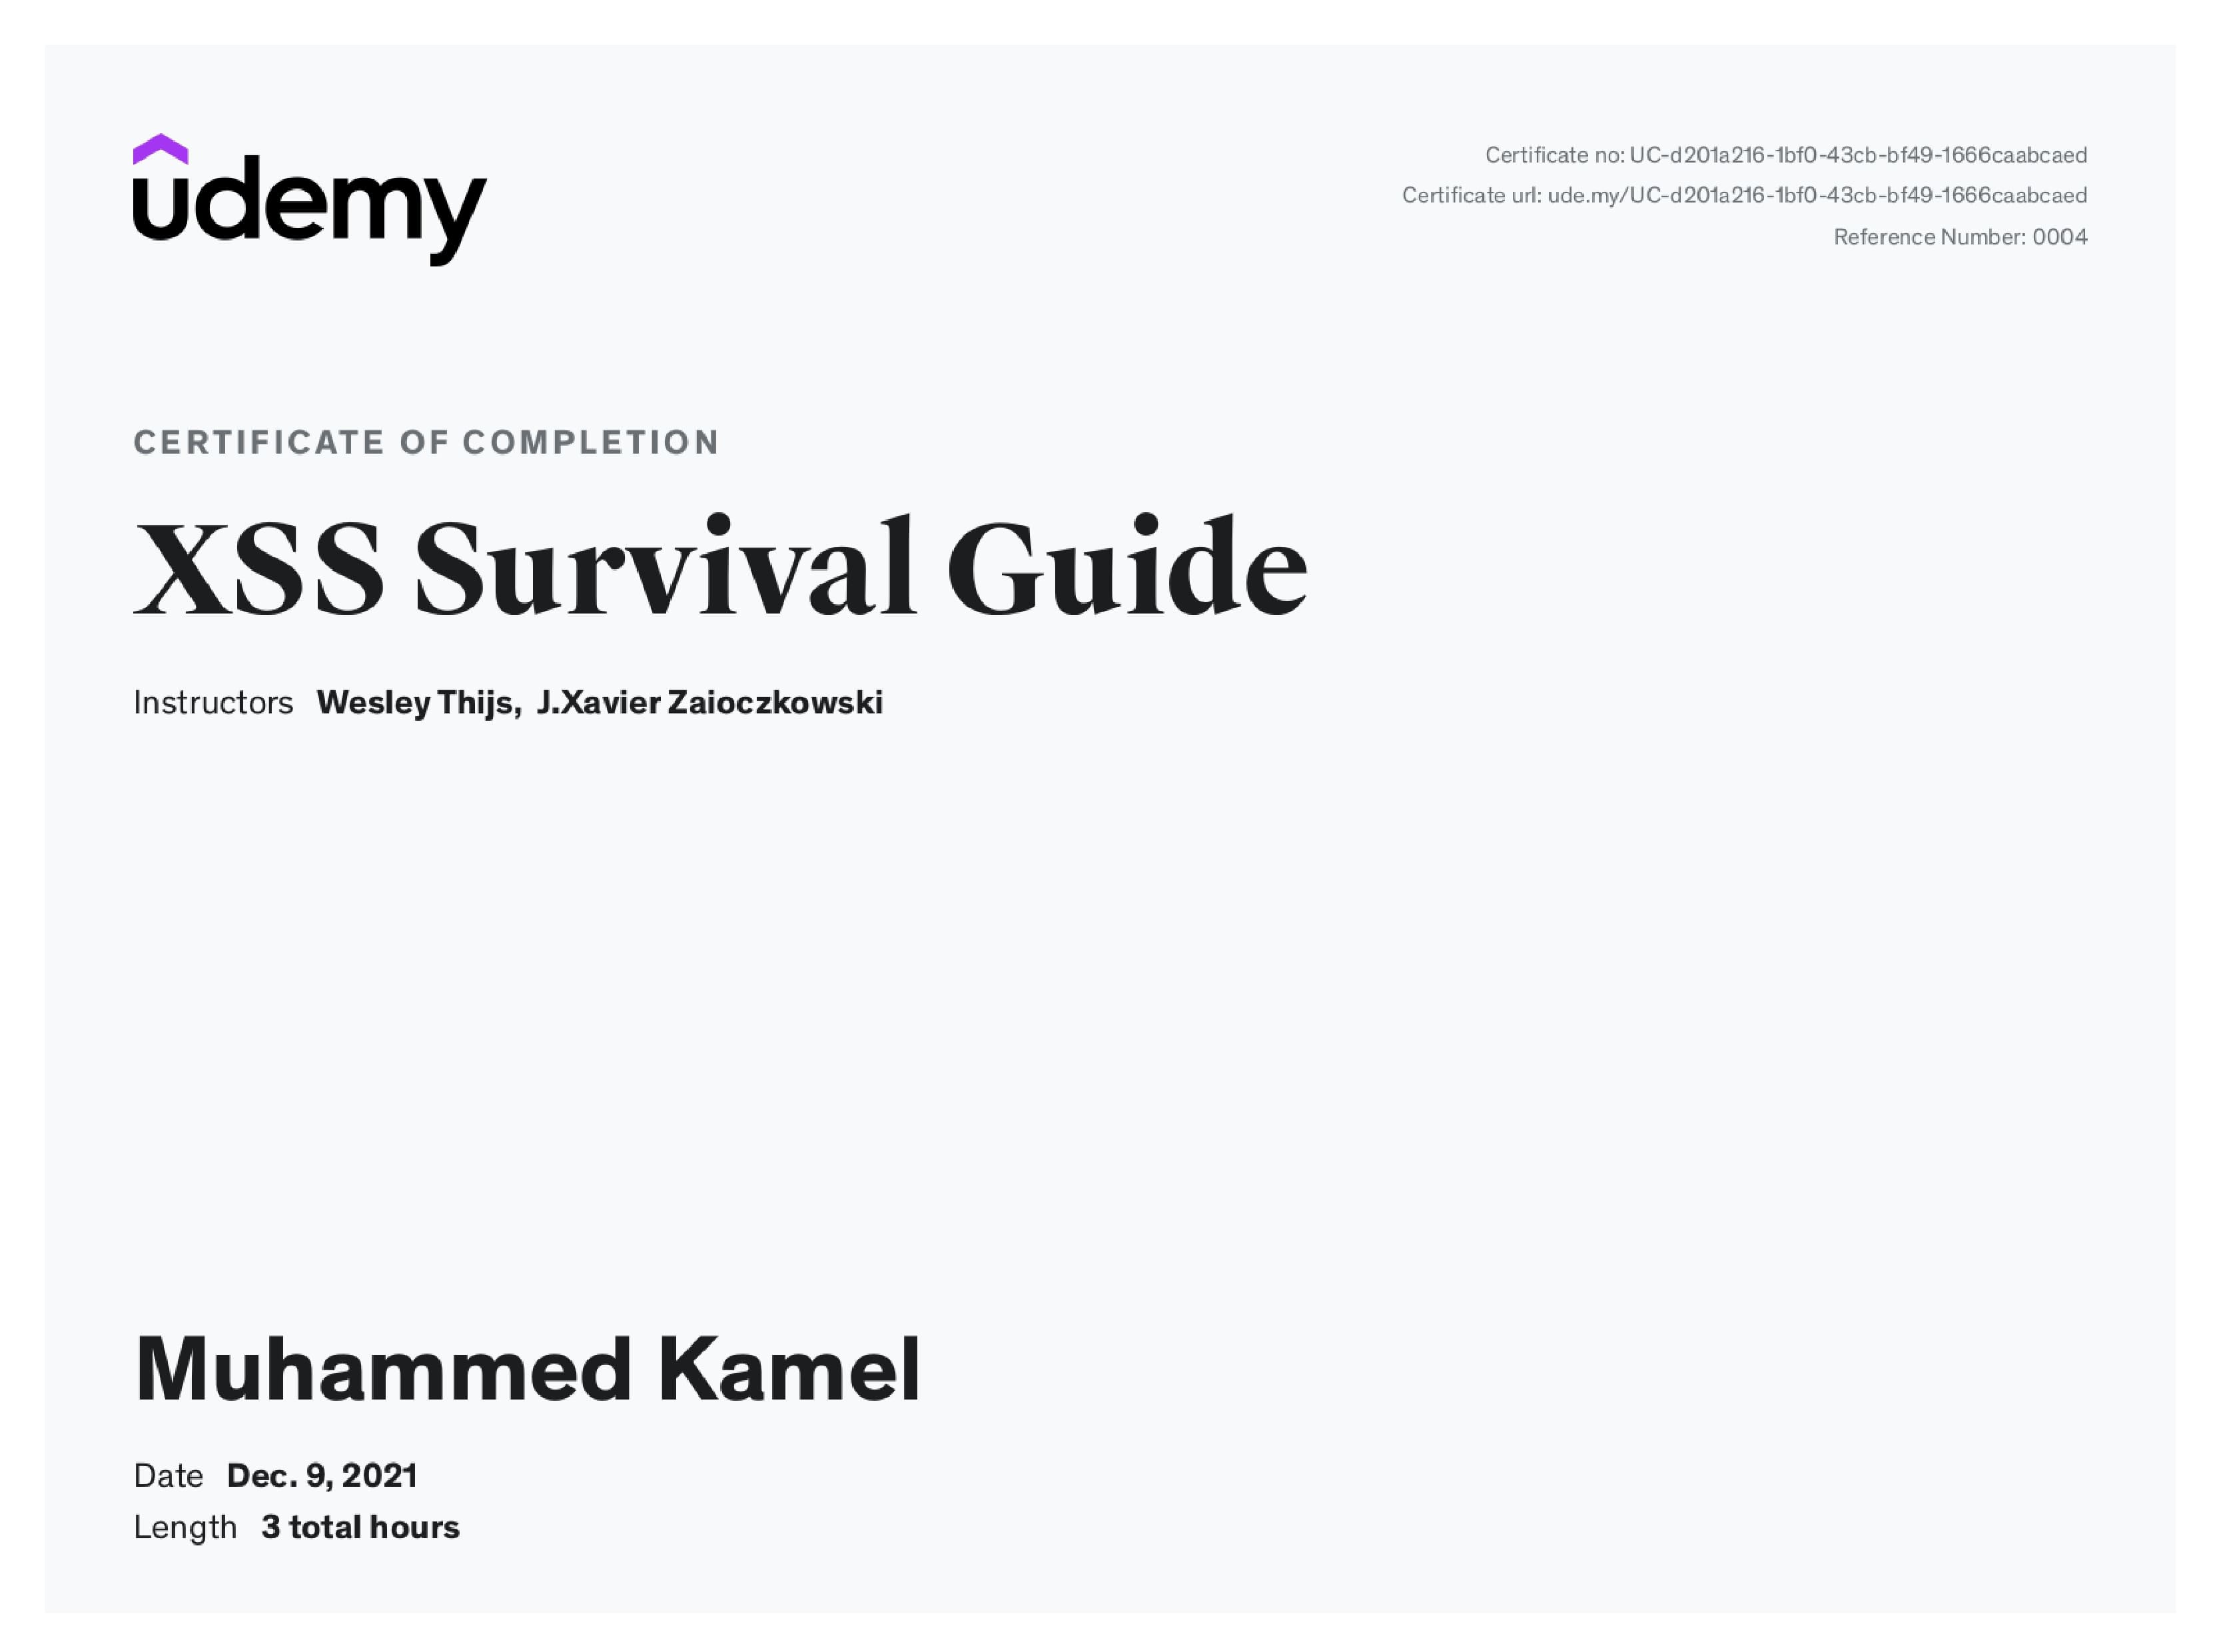 udemy
Certificate no: UC-d201a216-1bf0-43cb-bf49-1666caabcaed
Certificate url: ude.my/UC-d201a216-1bf0-43cb-bf49-1666caabcaed
Reference Number: 0004
CERTIFICATE OF COMPLETION
XSS Survival Guide
Instructors Wesley Thijs, J.Xavier Zaioczkowski
Muhammed Kamel
Date Dec. 9, 2021
Length 3 total hours